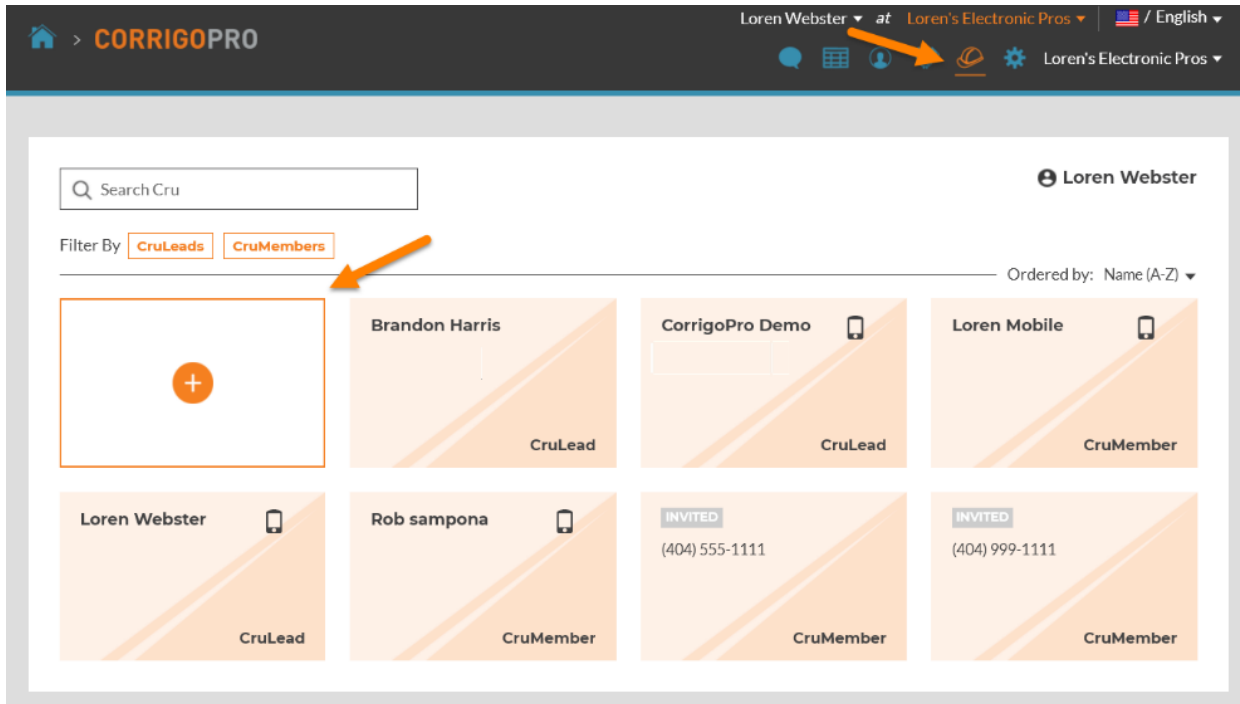 Loren Webster at Loren's Electronic Pros / English
> CORRIGOPRO
Loren's Electronic Pros
Search Cru
Loren Webster
Filter By CruLeads CruMembers
Ordered by: Name (A-Z)
+
Brandon Harris
CruLead
CorrigoPro Demo
CruLead
Loren Mobile
CruMember
Loren Webster
CruLead
Rob sampona
CruMember
INVITED
(404) 555-1111
CruMember
INVITED
(404) 999-1111
CruMember